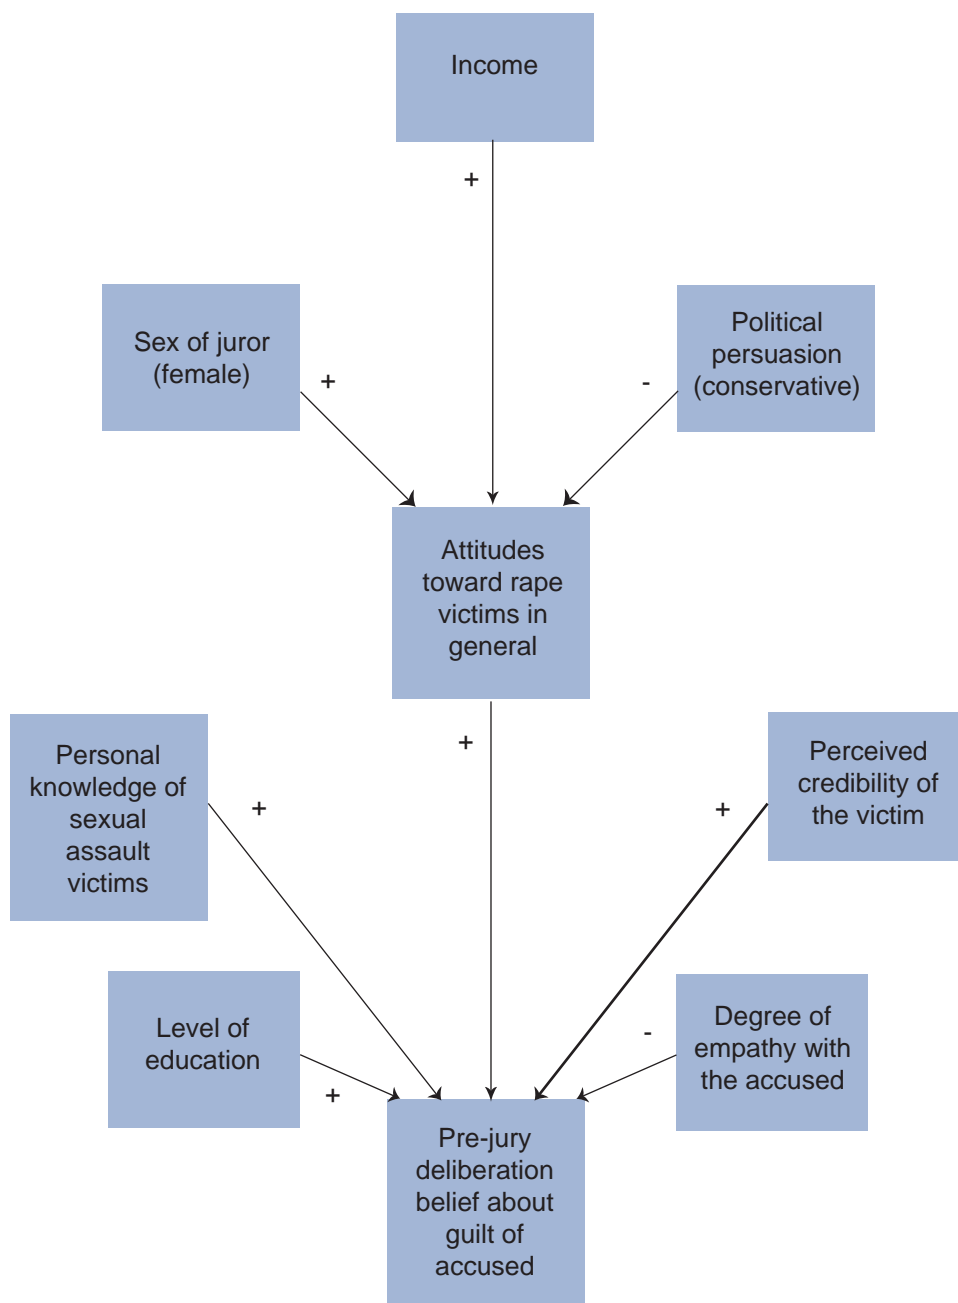 Income
+
Sex of juror
(female)
+
Political
persuasion
(conservative)
-
Attitudes
toward rape
victims in
general
+
Personal
knowledge of
sexual
assault
victims
+
Perceived
credibility of
the victim
+
Level of
education
+
Degree of
empathy with
the accused
-
Pre-jury
deliberation
belief about
guilt of
accused